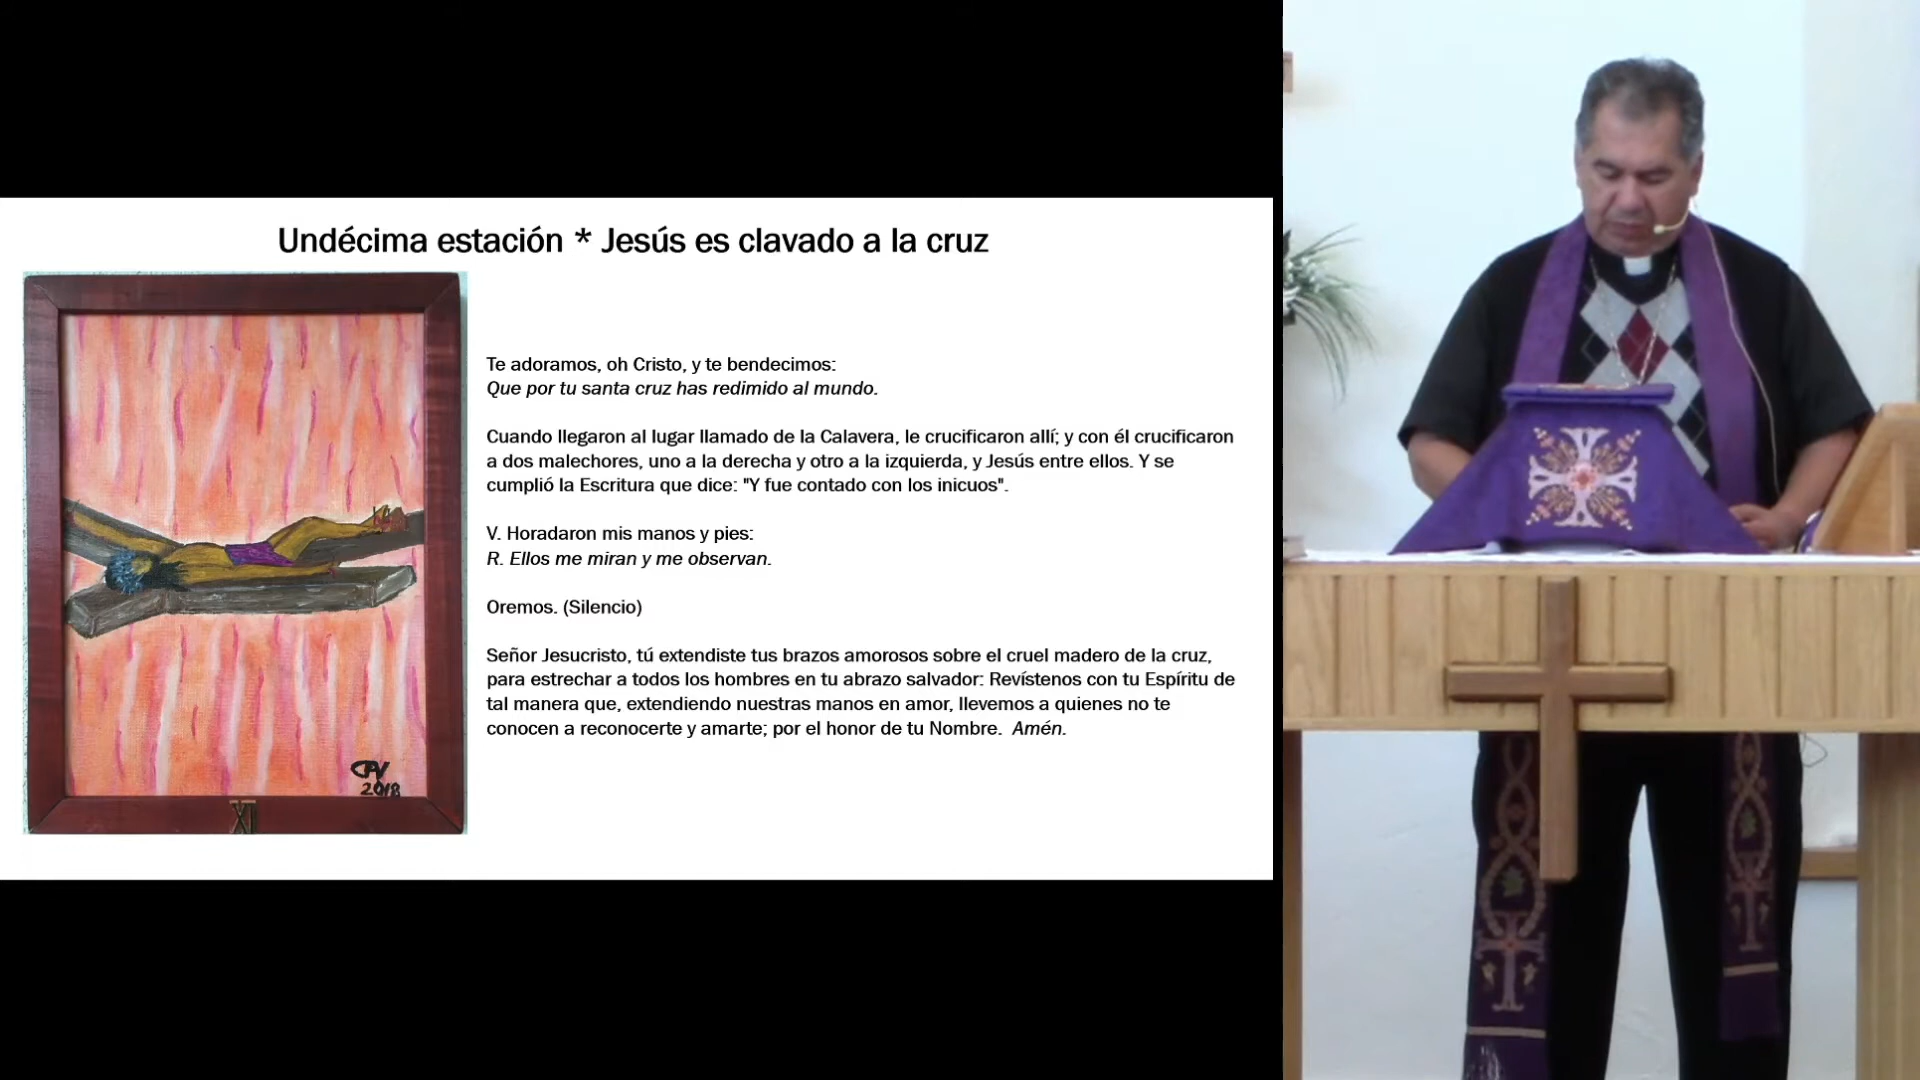 Undécima estación * Jesús es clavado a la cruz
Te adoramos, oh Cristo, y te bendecimos:
Que por tu santa cruz has redimido al mundo.
Cuando llegaron al lugar llamado de la Calavera, le crucificaron allí; y con él crucificaron
a dos malechores, uno a la derecha y otro a la izquierda, y Jesús entre ellos. Y se
cumplió la Escritura que dice: "Y fue contado con los inicuos".
V. Horadaron mis manos y pies:
R. Ellos me miran y me observan.
Oremos. (Silencio)
Señor Jesucristo, tú extendiste tus brazos amorosos sobre el cruel madero de la cruz,
para estrechar a todos los hombres en tu abrazo salvador: Revístenos con tu Espíritu de
tal manera que, extendiendo nuestras manos en amor, llevemos a quienes no te
conocen a reconocerte y amarte; por el honor de tu Nombre. Amén.
2018
XI